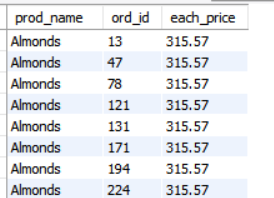 prod_name ord_id each_price
Almonds 13 315.57
Almonds 47 315.57
Almonds 78 315.57
Almonds 121 315.57
Almonds 131 315.57
Almonds 171 315.57
Almonds 194 315.57
Almonds 224 315.57